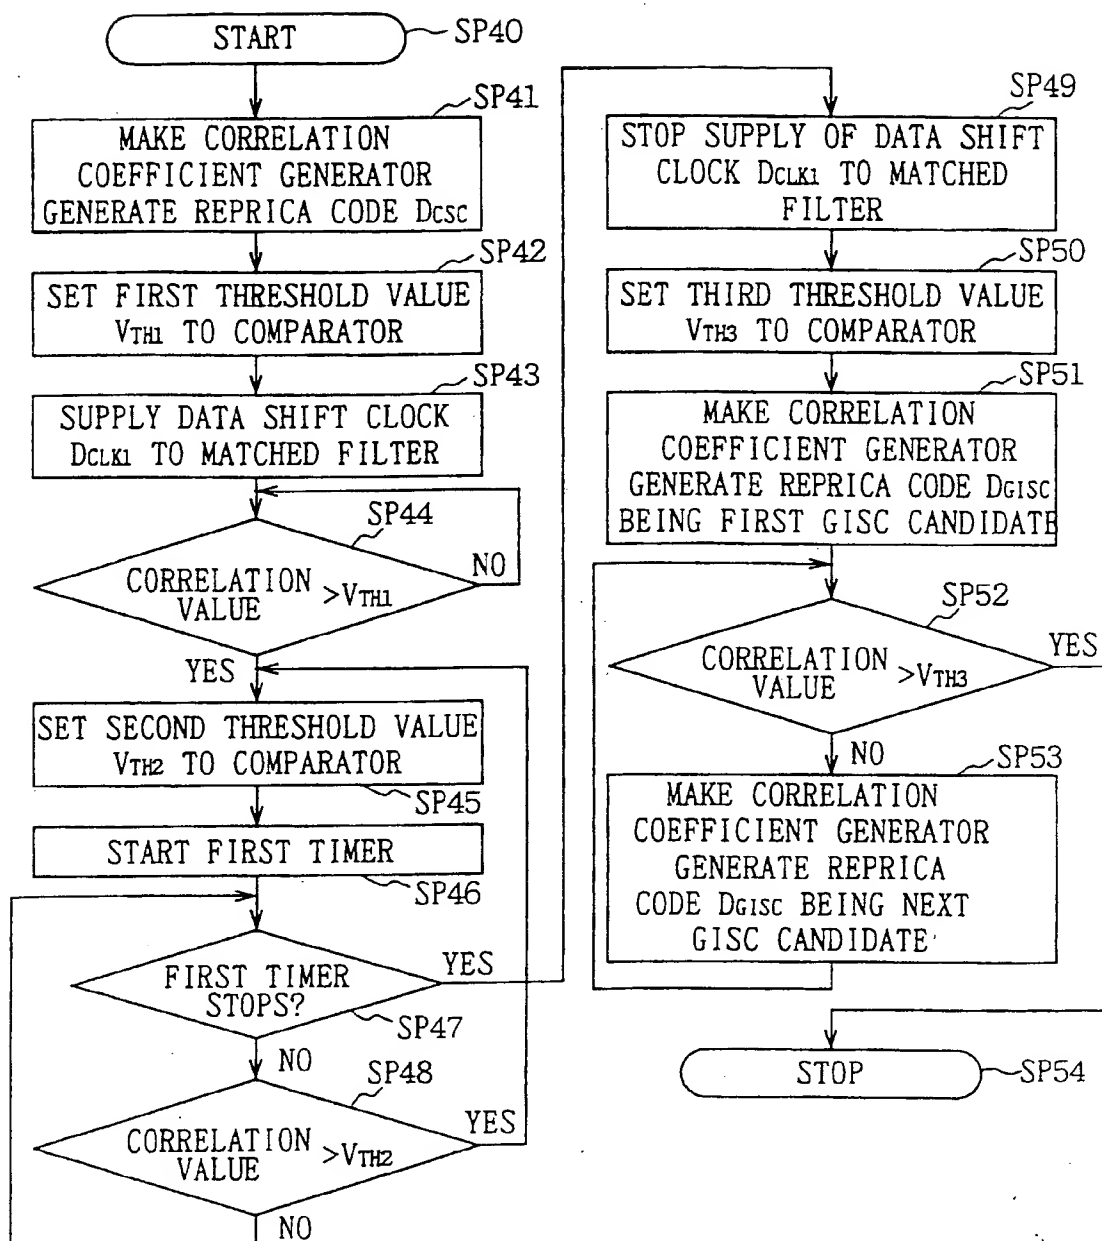 START
SP40
SP41
MAKE CORRELATION
COEFFICIENT GENERATOR
GENERATE REPRICA CODE DCSC
SP42
SET FIRST THRESHOLD VALUE
VTH1 TO COMPARATOR
SP43
SUPPLY DATA SHIFT CLOCK
DCLK1 TO MATCHED FILTER
SP44
CORRELATION
VALUE
>VTH1
NO
YES
SET SECOND THRESHOLD VALUE
VTH2 TO COMPARATOR
SP45
START FIRST TIMER
SP46
FIRST TIMER
STOPS?
YES
SP47
NO
SP48
CORRELATION
VALUE
>VTH2
YES
NO
SP49
STOP SUPPLY OF DATA SHIFT
CLOCK DCLK1 TO MATCHED
FILTER
SP50
SET THIRD THRESHOLD VALUE
VTH3 TO COMPARATOR
SP51
MAKE CORRELATION
COEFFICIENT GENERATOR
GENERATE REPRICA CODE DGISC
BEING FIRST GISC CANDIDATE
SP52
CORRELATION
VALUE
>VTH3
YES
NO
SP53
MAKE CORRELATION
COEFFICIENT GENERATOR
GENERATE REPRICA
CODE DGISC BEING NEXT
GISC CANDIDATE
STOP
SP54